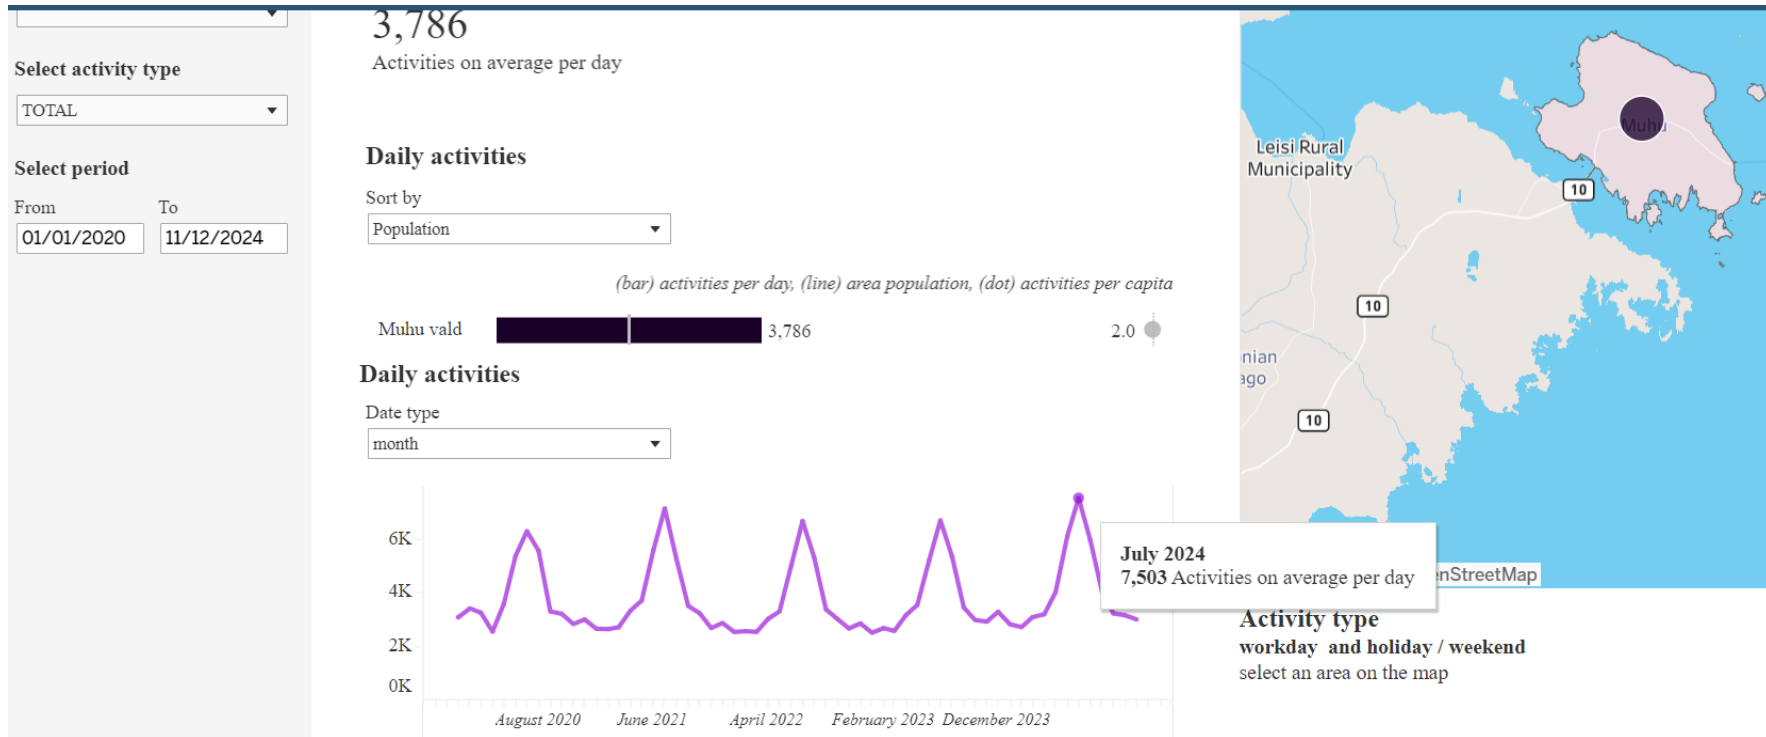 3,786
Activities on average per day
Select activity type
TOTAL
Select period
From To
01/01/2020 11/12/2024
Daily activities
Sort by
Population
(bar) activities per day, (line) area population, (dot) activities per capita
Muhu vald 3,786 2.0
Daily activities
Date type
month
6K
4K
2K
0K
August 2020 June 2021 April 2022 February 2023 December 2023
July 2024
7,503 Activities on average per day
Muhu
Leisi Rural
Municipality
10
10
nian
ago
10
enStreetMap
Activity type
workday and holiday / weekend
select an area on the map